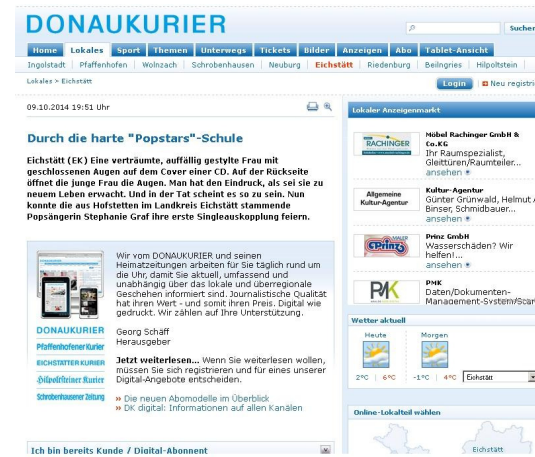 DONAUKURIER
Suchen
Home Lokales Sport Themen Unterwegs Tickets Bilder Anzeigen Abo Tablet-Ansicht
Ingolstadt Pfaffenhofen Wolnzach Schrobenhausen Neuburg Eichstätt Riedenburg Beilngries Hilpoltstein
Lokales > Eichstätt
Login Neu registri
09.10.2014 19:51 Uhr
Durch die harte "Popstars"-Schule
Eichstätt (EK) Eine verträumte, auffällig gestylte Frau mit
geschlossenen Augen auf dem Cover einer CD. Auf der Rückseite
öffnet die junge Frau die Augen. Man hat den Eindruck, als sei sie zu
neuem Leben erwacht. Und in der Tat scheint es so zu sein. Nun
konnte die aus Hofstetten im Landkreis Eichstätt stammende
Popsängerin Stephanie Graf ihre erste Singleauskopplung feiern.
Wir vom DONAUKURIER und seinen
Heimatzeitungen arbeiten für Sie täglich rund um
die Uhr, damit Sie aktuell, umfassend und
unabhängig über das lokale und überregionale
Geschehen informiert sind. Journalistische Qualität
hat ihren Wert - und somit ihren Preis. Digital wie
gedruckt. Wir zählen auf Ihre Unterstützung.
Georg Schäff
Herausgeber
Jetzt weiterlesen... Wenn Sie weiterlesen wollen,
müssen Sie sich registrieren und für eines unserer
Digital-Angebote entscheiden.
» Die neuen Abomodelle im Überblick
» DK digital: Informationen auf allen Kanälen
DONAUKURIER
Pfaffenhofener Kurier
EICHSTÄTTER KURIER
Hilpoltsteiner Kurier
Schrobenhausener Zeitung
Ich bin bereits Kunde / Digital-Abonnent
Lokaler Anzeigenmarkt
RACHINGER
Möbel Rachinger GmbH &
Co.KG
Ihr Raumspezialist,
Gleittüren/Raumteiler...
ansehen
Allgemeine
Kultur-Agentur
Kultur-Agentur
Günter Grünwald, Helmut A
Binser, Schmidbauer...
ansehen
MALER
Prinz
Prinz GmbH
Wasserschäden? Wir
helfen!...
ansehen
PMK
PMK
Daten/Dokumenten-
Management-System/Scan
Wetter aktuell
Heute Morgen
2°C | 6°C -1°C | 4°C Eichstätt
Online-Lokalteil wählen
Eichstätt